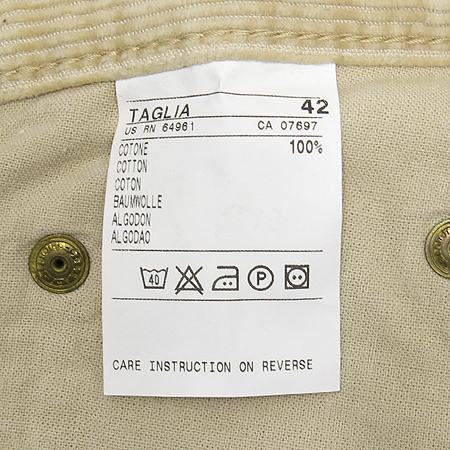 TAGLIA 42
US RN 64961 CA 07697
COTONE 100%
COTTON
COTON
BAUMWOLLE
ALGODON
ALGODAO
40 P
CARE INSTRUCTION ON REVERSE